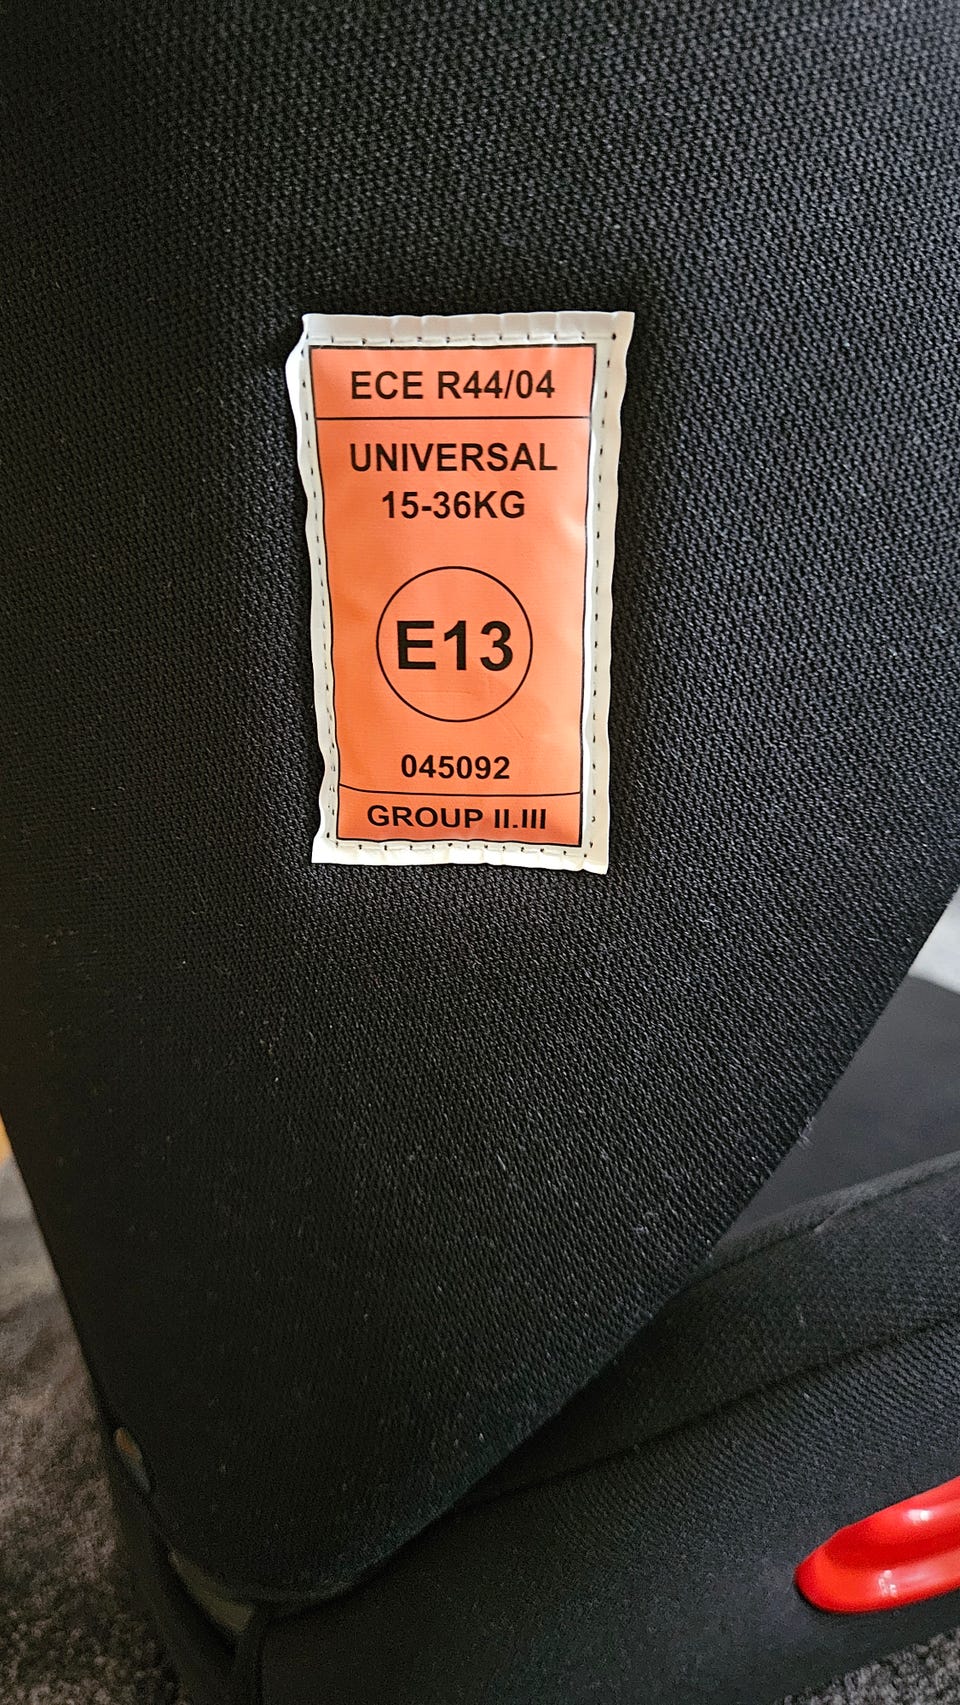 ECE R44/04
UNIVERSAL
15-36KG
E13
045092
GROUP II.III